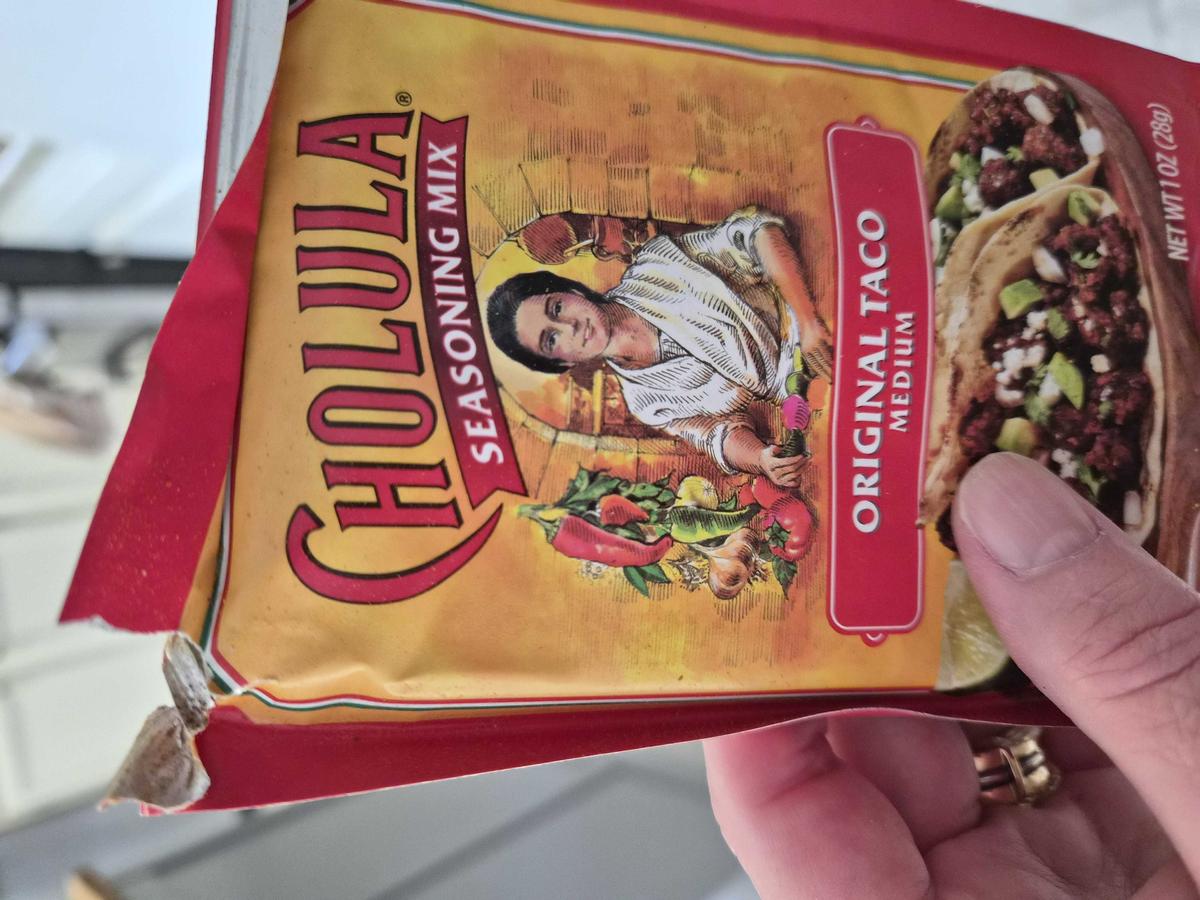 CHOLULA®
SEASONING MIX
ORIGINAL TACO
MEDIUM
NET WT 1 OZ (28g)